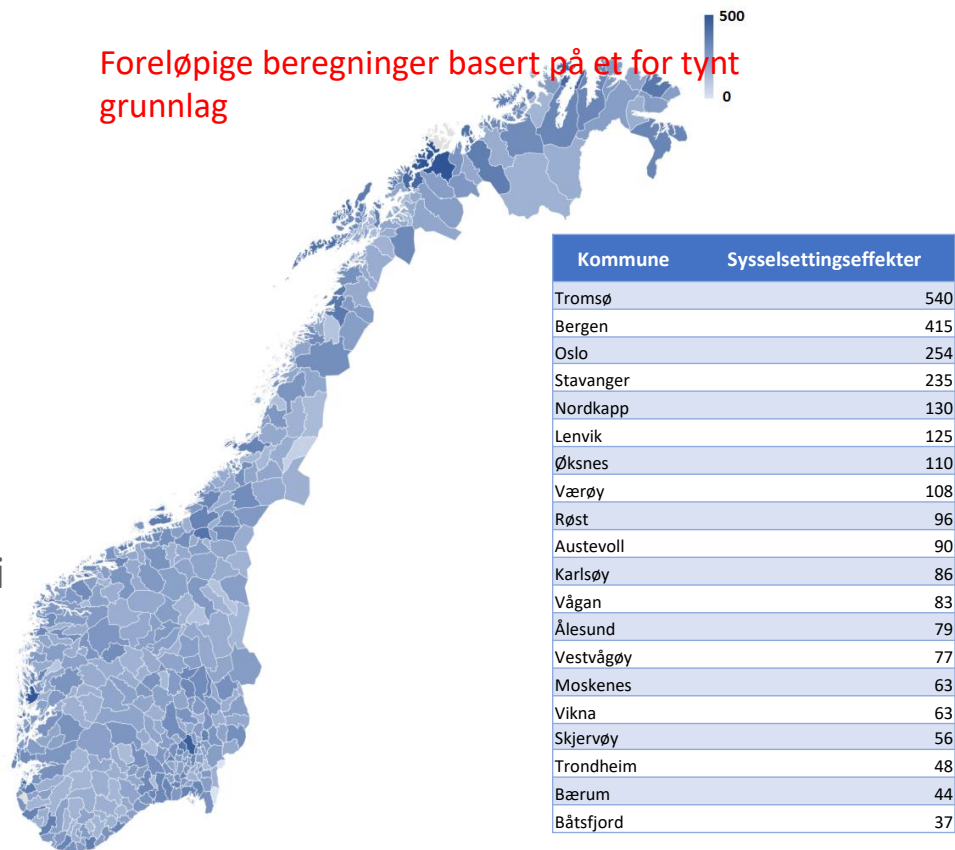 500
Foreløpige beregninger basert på et for tynt
grunnlag
0
Kommune Sysselsettingseffekter
Tromsø 540
Bergen 415
Oslo 254
Stavanger 235
Nordkapp 130
Lenvik 125
Øksnes 110
Værøy 108
Røst 96
Austevoll 90
Karlsøy 86
Vågan 83
Ålesund 79
Vestvågøy 77
Moskenes 63
Vikna 63
Skjervøy 56
Trondheim 48
Bærum 44
Båtsfjord 37
i